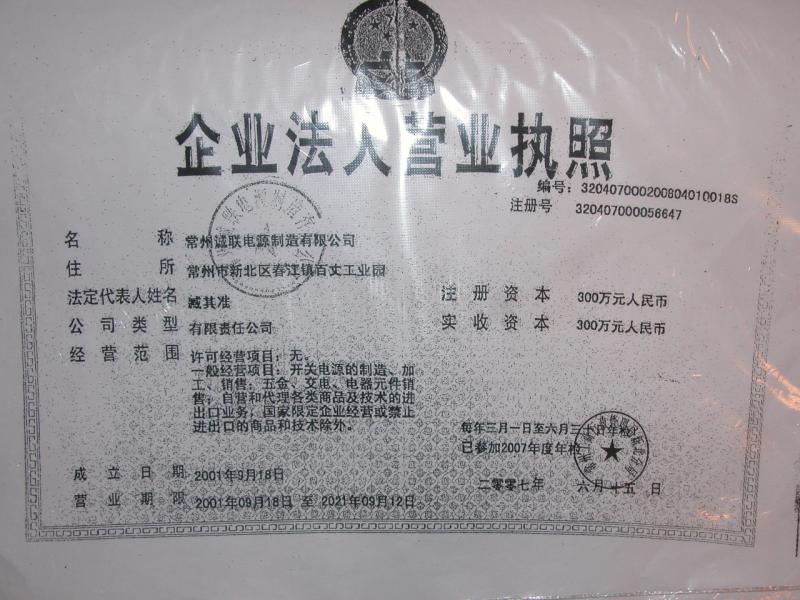 企业法人营业执照
编号：320407000200804010018S
注册号 320407000056647
名称 常州诚联电源制造有限公司
住所 常州市新北区春江镇百丈工业园
法定代表人姓名 臧其准
注册资本 300万元人民币
公司类型 有限责任公司
实收资本 300万元人民币
经营范围 许可经营项目：无。
一般经营项目：开关电源的制造、加
工、销售；五金、交电、电器元件销
售；自营和代理各类商品及技术的进
出口业务，国家限定企业经营或禁止
进出口的商品和技术除外。
每年三月一日至六月三十日年检
已参加2007年度年检
成立日期 2001年9月18日
二〇〇七年 六月十五日
营业期限 2001年09月18日 至 2021年09月12日